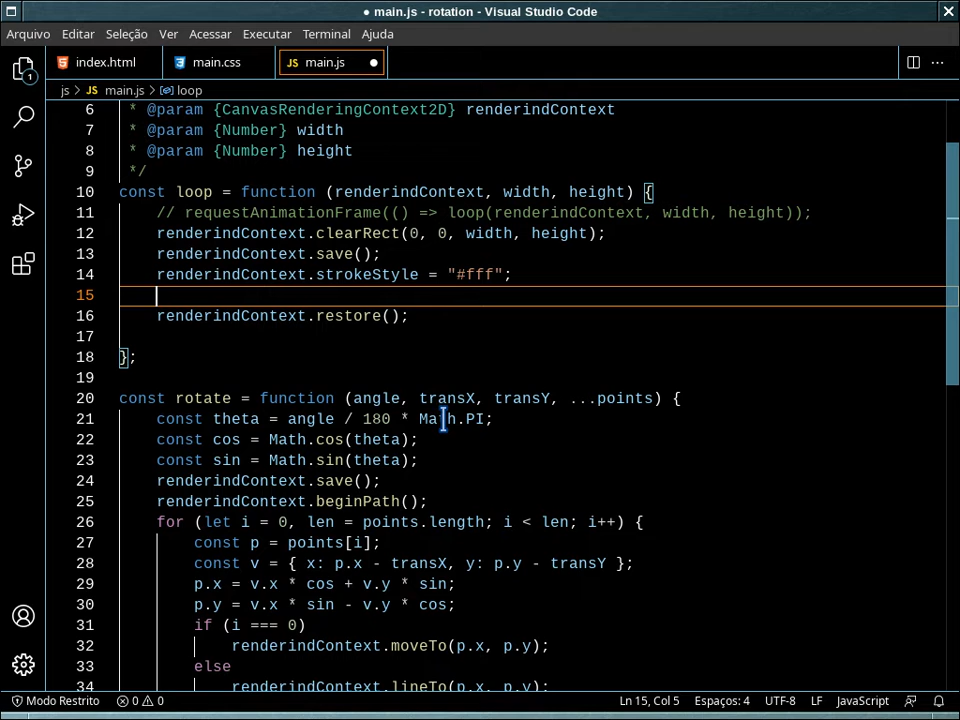 ● main.js - rotation - Visual Studio Code
Arquivo Editar Seleção Ver Acessar Executar Terminal Ajuda
index.html main.css JS main.js
js > JS main.js > loop
6 * @param {CanvasRenderingContext2D} renderindContext
7 * @param {Number} width
8 * @param {Number} height
9 */
10 const loop = function (renderindContext, width, height) {
11 // requestAnimationFrame(() => loop(renderindContext, width, height));
12 renderindContext.clearRect(0, 0, width, height);
13 renderindContext.save();
14 renderindContext.strokeStyle = "#fff";
15
16 renderindContext.restore();
17
18 };
19
20 const rotate = function (angle, transX, transY, ...points) {
21 const theta = angle / 180 * Math.PI;
22 const cos = Math.cos(theta);
23 const sin = Math.sin(theta);
24 renderindContext.save();
25 renderindContext.beginPath();
26 for (let i = 0, len = points.length; i < len; i++) {
27 const p = points[i];
28 const v = { x: p.x - transX, y: p.y - transY };
29 p.x = v.x * cos + v.y * sin;
30 p.y = v.x * sin - v.y * cos;
31 if (i === 0)
32 renderindContext.moveTo(p.x, p.y);
33 else
34 renderindContext.lineTo(p.x, p.y);
1
Modo Restrito 0 0 Ln 15, Col 5 Espaços: 4 UTF-8 LF JavaScript